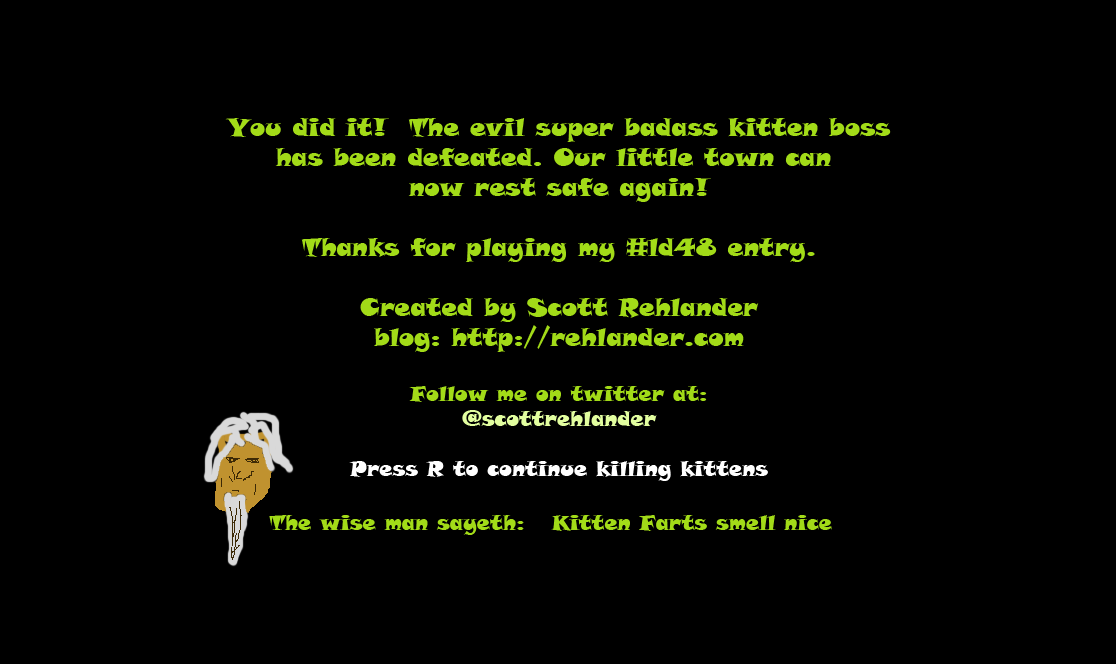 You did it!  The evil super badass kitten boss
has been defeated. Our little town can
now rest safe again!
Thanks for playing my #ld48 entry.
Created by Scott Rehlander
blog: http://rehlander.com
Follow me on twitter at:
@scottrehlander
Press R to continue killing kittens
The wise man sayeth:   Kitten Farts smell nice